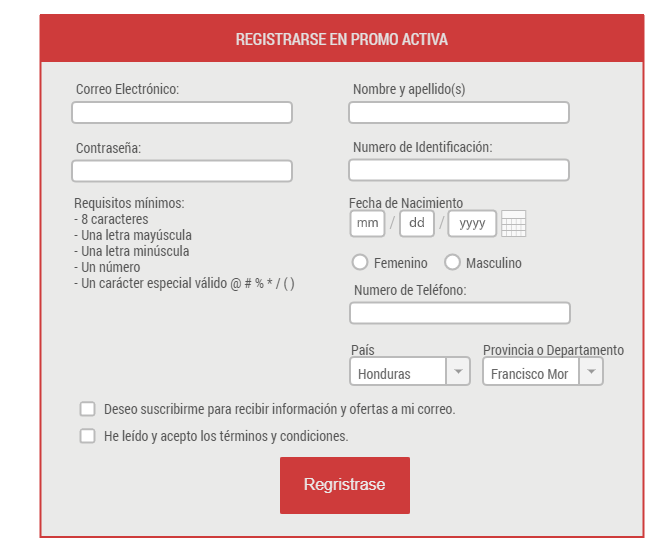 REGISTRARSE EN PROMO ACTIVA
Correo Electrónico:
Contraseña:
Requisitos mínimos:
- 8 caracteres
- Una letra mayúscula
- Una letra minúscula
- Un número
- Un carácter especial válido @ # % * / ( )
Nombre y apellido(s)
Numero de Identificación:
Fecha de Nacimiento
mm / dd / yyyy
Femenino Masculino
Numero de Teléfono:
País Provincia o Departamento
Honduras Francisco Mor
Deseo suscribirme para recibir información y ofertas a mi correo.
He leído y acepto los términos y condiciones.
Regristrase